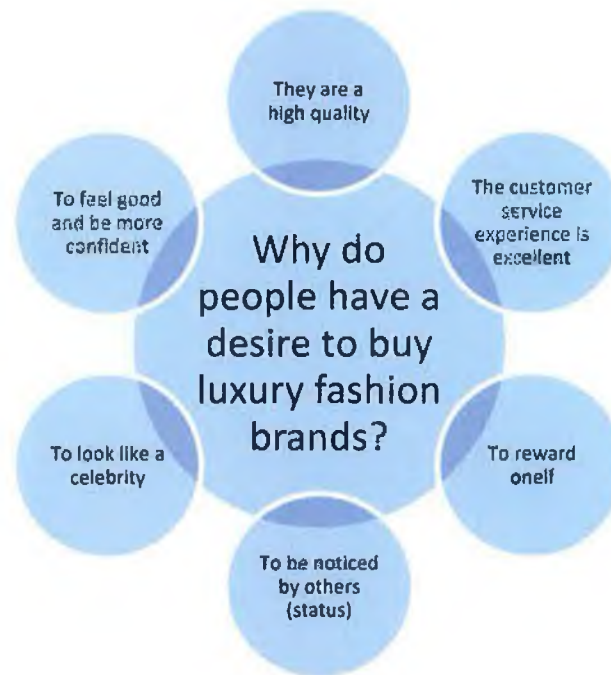 They are a
high quality
The customer
service
experience is
excellent
To reward
onelf
To be noticed
by others
(status)
To look like a
celebrity
To feel good
and be more
confident
Why do
people have a
desire to buy
luxury fashion
brands?